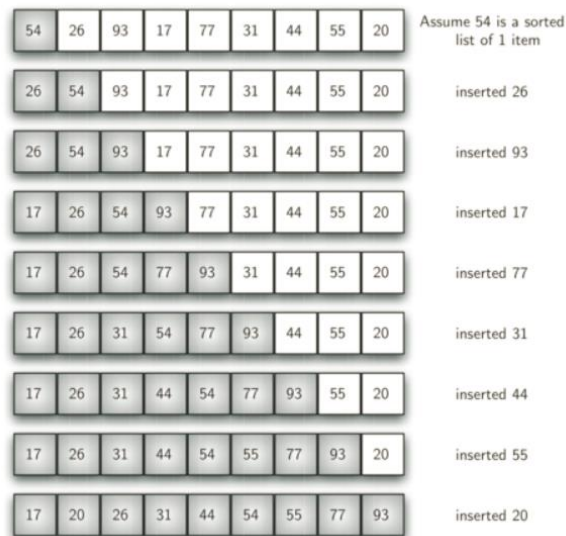 54 26 93 17 77 31 44 55 20 Assume 54 is a sorted
list of 1 item
26 54 93 17 77 31 44 55 20 inserted 26
26 54 93 17 77 31 44 55 20 inserted 93
17 26 54 93 77 31 44 55 20 inserted 17
17 26 54 77 93 31 44 55 20 inserted 77
17 26 31 54 77 93 44 55 20 inserted 31
17 26 31 44 54 77 93 55 20 inserted 44
17 26 31 44 54 55 77 93 20 inserted 55
17 20 26 31 44 54 55 77 93 inserted 20